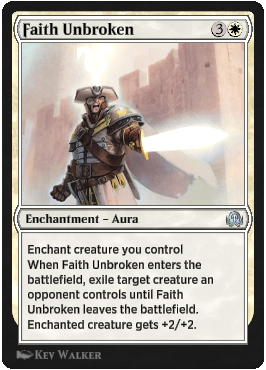 Faith Unbroken 3
Enchantment – Aura
Enchant creature you control
When Faith Unbroken enters the
battlefield, exile target creature an
opponent controls until Faith
Unbroken leaves the battlefield.
Enchanted creature gets +2/+2.
Kev Walker